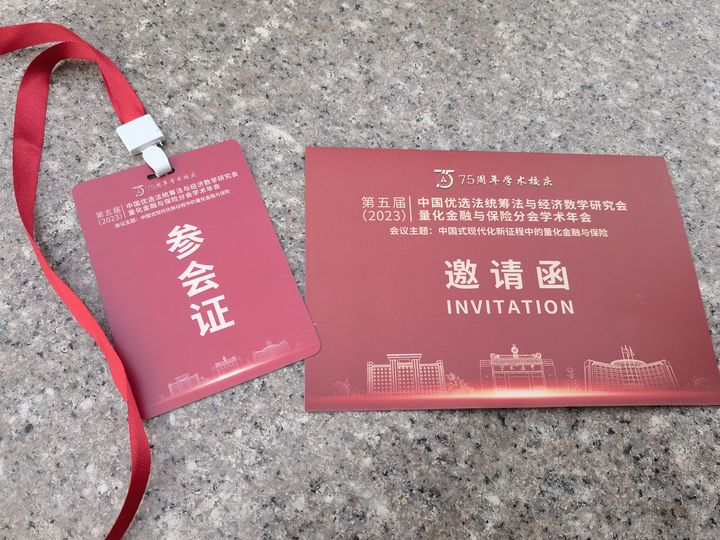 75周年学术校庆
第五届
(2023)
中国优选法统筹法与经济数学研究会
量化金融与保险分会学术年会
会议主题：中国式现代化新征程中的量化金融与保险
参会证
75周年学术校庆
第五届
(2023)
中国优选法统筹法与经济数学研究会
量化金融与保险分会学术年会
会议主题：中国式现代化新征程中的量化金融与保险
邀请函
INVITATION